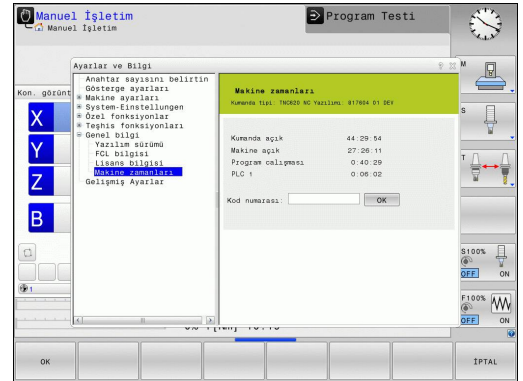 Manuel İşletim
Manuel İşletim
Program Testi
Ayarlar ve Bilgi
Kon. görünt
X
Y
Z
B
Anahtar sayısını belirtin
Gösterge ayarları
Makine ayarları
System-Einstellungen
Özel fonksiyonlar
Teşhis fonksiyonları
Genel bilgi
Yazılım sürümü
FCL bilgisi
Lisans bilgisi
Makine zamanları
Gelişmiş Ayarlar
Makine zamanları
Kumanda tipi: TNC620 NC Yazılımı: 817604 01 DEV
Kumanda açık 44:29:54
Makine açık 27:26:11
Program calışması 0:40:29
PLC 1 0:06:02
Kod numarası: OK
M
S
T
S100%
OFF ON
F100%
OFF ON
1
OK İPTAL